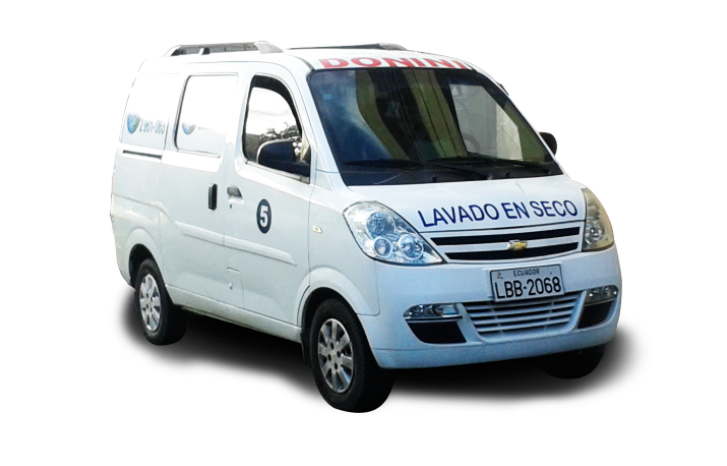 DONINI
5
LAVADO EN SECO
ECUADOR
LBB-2068